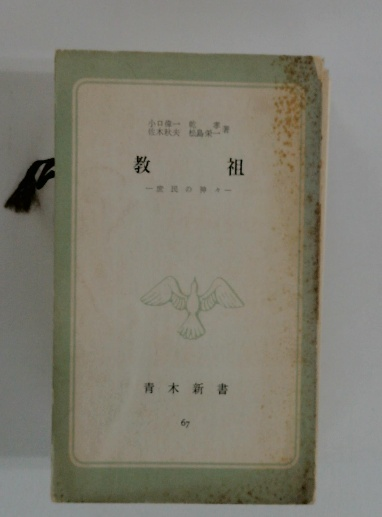 小口偉一 乾 孝 著
佐木秋夫 松島栄一
教祖
―庶民の神々―
青木新書
67